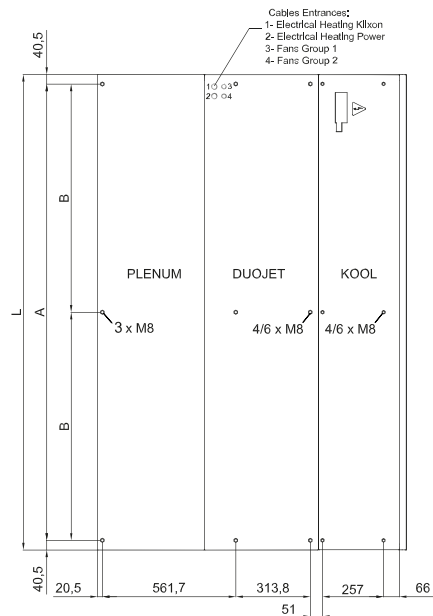 Cables Entrances:
1- Electrical Heating Klixon
2- Electrical Heating Power
3- Fans Group 1
4- Fans Group 2
40,5
1 3
2 4
B
PLENUM DUOJET KOOL
L
A
3 x M8 4/6 x M8 4/6 x M8
B
40,5
20,5 561,7 313,8 257 66
51